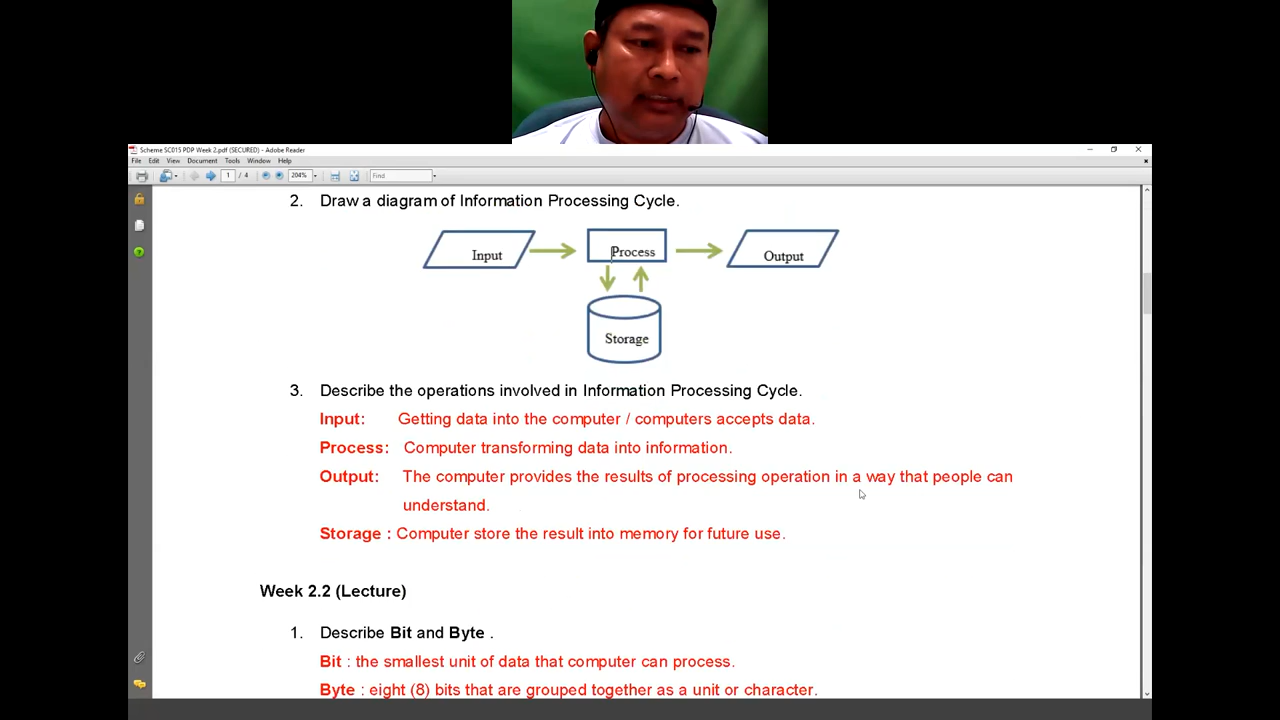 Scheme SC015 PDP Week 2.pdf (SECURED) - Adobe Reader
File Edit View Document Tools Window Help
1 / 4 204% Find
2. Draw a diagram of Information Processing Cycle.
Input Process Output
Storage
3. Describe the operations involved in Information Processing Cycle.
Input: Getting data into the computer / computers accepts data.
Process: Computer transforming data into information.
Output: The computer provides the results of processing operation in a way that people can
understand.
Storage : Computer store the result into memory for future use.
Week 2.2 (Lecture)
1. Describe Bit and Byte .
Bit : the smallest unit of data that computer can process.
Byte : eight (8) bits that are grouped together as a unit or character.